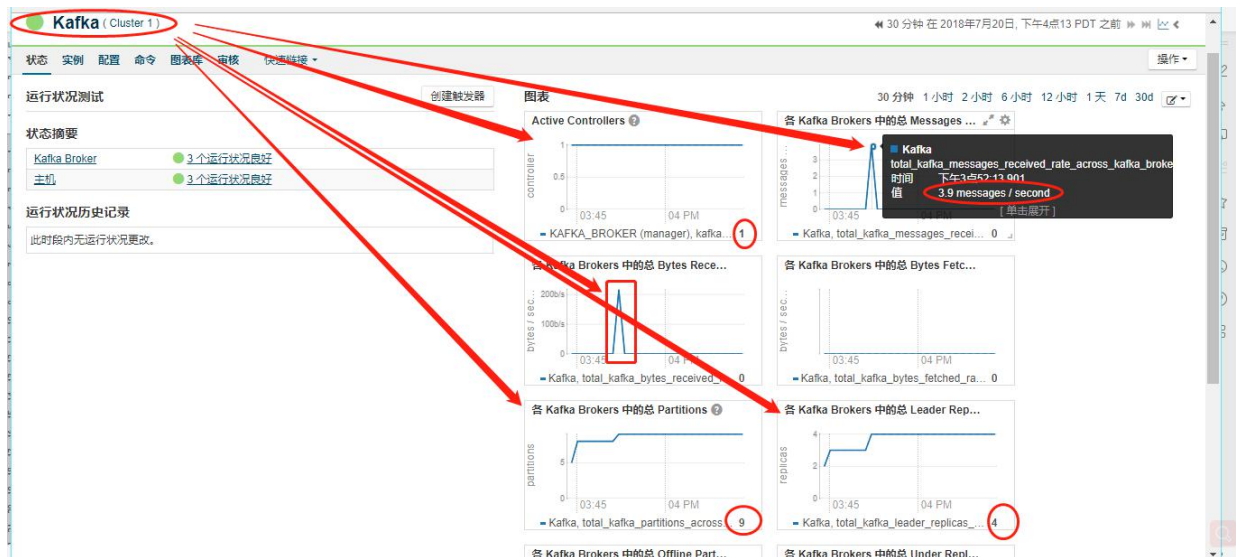 Kafka ( Cluster 1 )
30 分钟 在 2018年7月20日, 下午4点13 PDT 之前
状态 实例 配置 命令 图表库 审核 快速链接
操作
运行状况测试
创建触发器
状态摘要
Kafka Broker 3 个运行状况良好
主机 3 个运行状况良好
运行状况历史记录
此时段内无运行状况更改。
图表
30 分钟 1 小时 2 小时 6 小时 12 小时 1 天 7d 30d
Active Controllers
controller
1
0.5
0
03:45
KAFKA_BROKER (manager), kafka... 1
各 Kafka Brokers 中的总 Messages ...
messages ...
3
2
1
0
03:45
04 PM
Kafka
total_kafka_messages_received_rate_across_kafka_broke
时间 下午3点52:13.901
值 3.9 messages / second
[ 单击展开 ]
Kafka, total_kafka_messages_recei... 0
各 Kafka Brokers 中的总 Bytes Rece...
bytes / sec...
200b/s
100b/s
0
03:45
04 PM
Kafka, total_kafka_bytes_received_r... 0
各 Kafka Brokers 中的总 Bytes Fetc...
bytes / sec...
0
03:45
04 PM
Kafka, total_kafka_bytes_fetched_ra... 0
各 Kafka Brokers 中的总 Partitions
partitions
5
0
03:45
04 PM
Kafka, total_kafka_partitions_across... 9
各 Kafka Brokers 中的总 Leader Rep...
replicas
4
2
0
03:45
04 PM
Kafka, total_kafka_leader_replicas_... 4
各 Kafka Brokers 中的总 Offline Part...
各 Kafka Brokers 中的总 Under Repl...